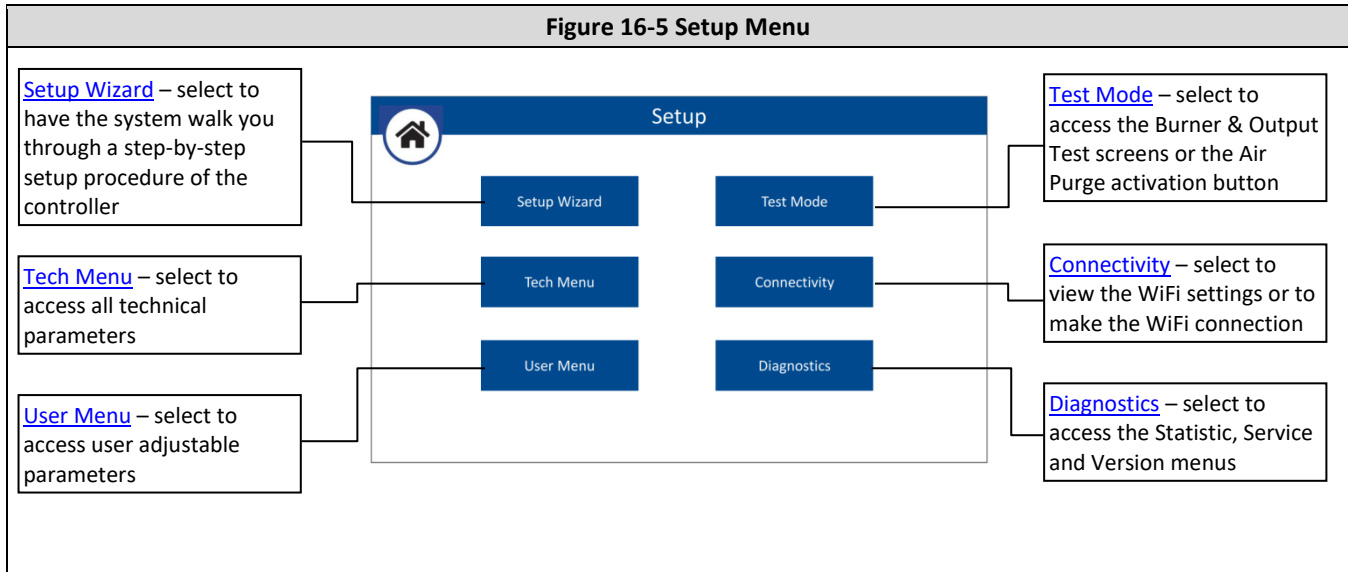 Figure 16-5 Setup Menu
Setup Wizard – select to
have the system walk you
through a step-by-step
setup procedure of the
controller
Tech Menu – select to
access all technical
parameters
User Menu – select to
access user adjustable
parameters
Setup
Setup Wizard
Test Mode
Tech Menu
Connectivity
User Menu
Diagnostics
Test Mode – select to
access the Burner & Output
Test screens or the Air
Purge activation button
Connectivity – select to
view the WiFi settings or to
make the WiFi connection
Diagnostics – select to
access the Statistic, Service
and Version menus